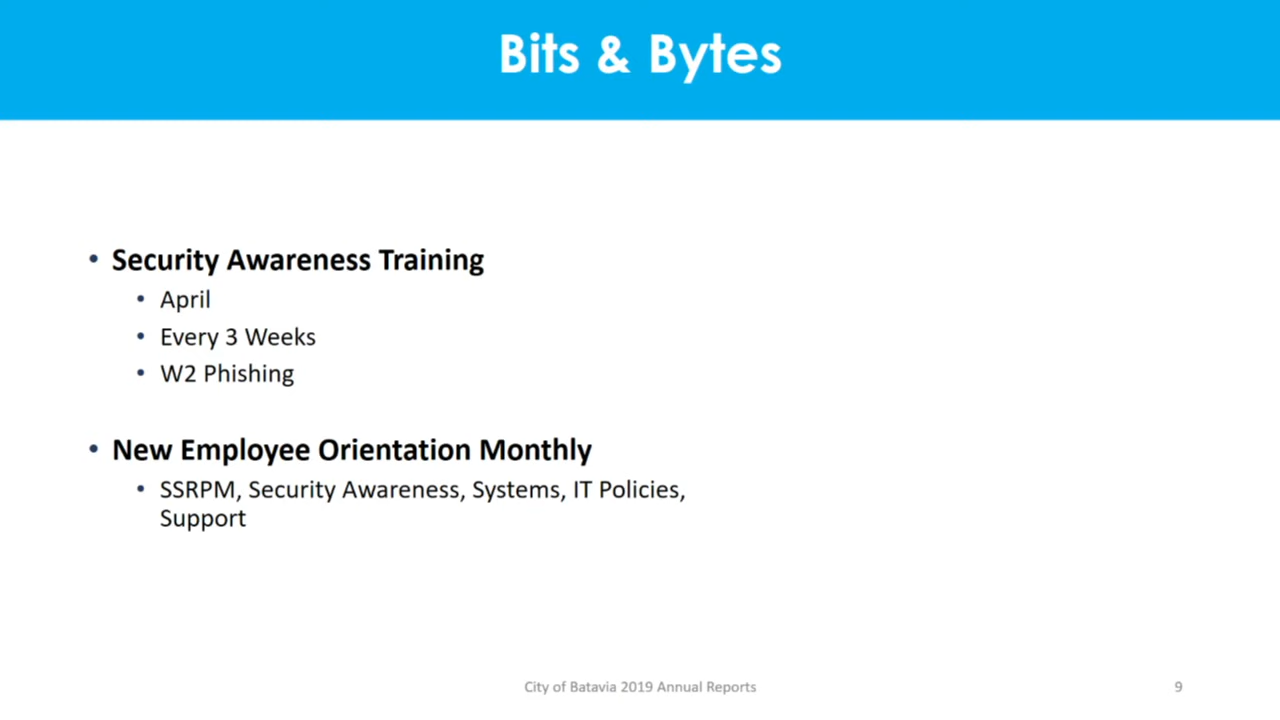 Bits & Bytes
• Security Awareness Training
• April
• Every 3 Weeks
• W2 Phishing
• New Employee Orientation Monthly
• SSRPM, Security Awareness, Systems, IT Policies,
Support
City of Batavia 2019 Annual Reports
9